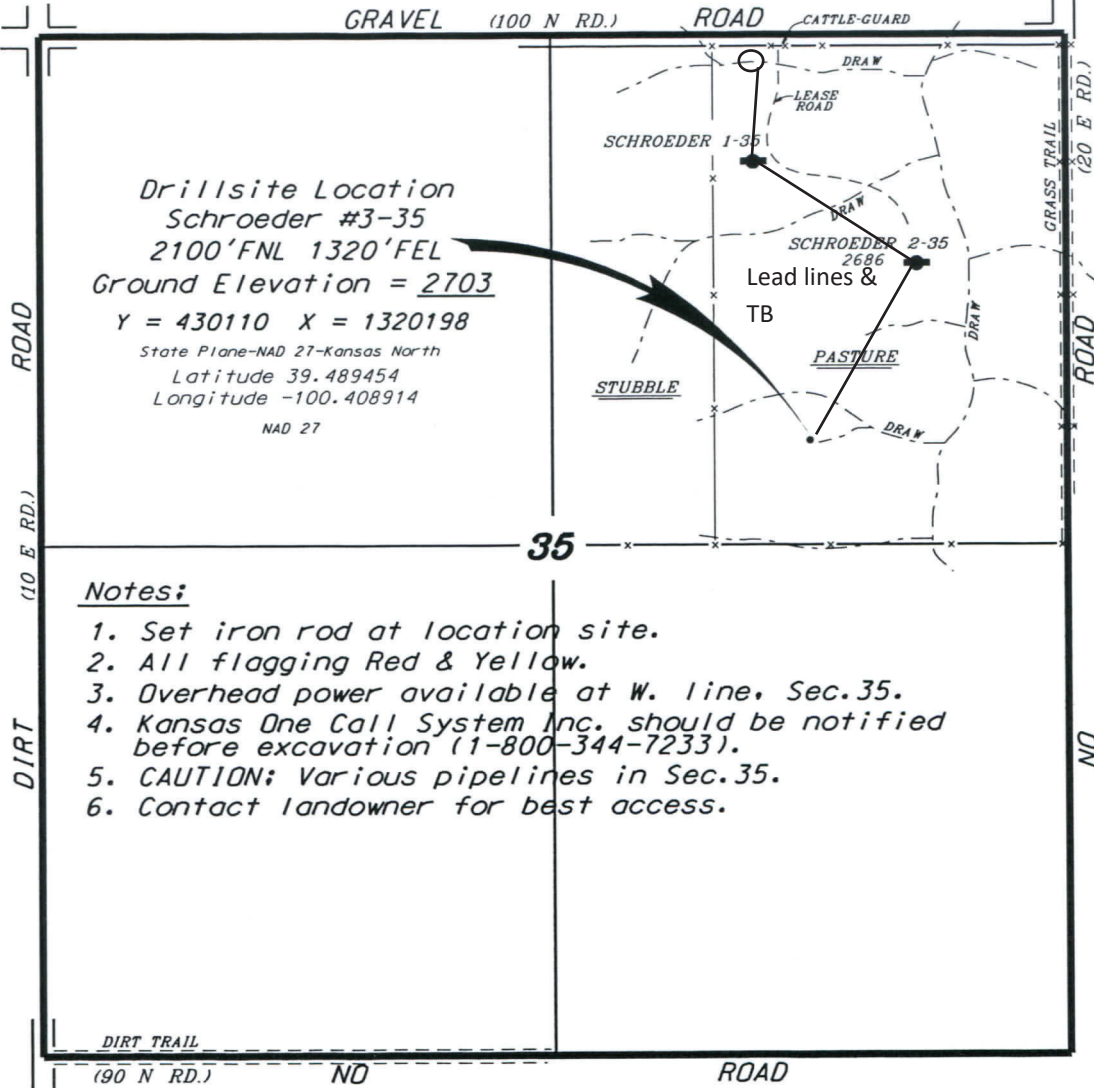 GRAVEL (100 N RD.) ROAD
CATTLE-GUARD
DRAW
LEASE
ROAD
SCHROEDER 1-35
GRASS TRAIL
(20 E RD.)
Drillsite Location
Schroeder #3-35
2100'FNL 1320'FEL
Ground Elevation = 2703
Y = 430110 X = 1320198
State Plane-NAD 27-Kansas North
Latitude 39.489454
Longitude -100.408914
NAD 27
DRAW
SCHROEDER 2-35
2686
Lead lines &
TB
DRAW
PASTURE
STUBBLE
DRAW
ROAD
ROAD
(10 E RD.)
35
Notes:
1. Set iron rod at location site.
2. All flagging Red & Yellow.
3. Overhead power available at W. line, Sec.35.
4. Kansas One Call System Inc. should be notified
before excavation (1-800-344-7233).
5. CAUTION: Various pipelines in Sec.35.
6. Contact landowner for best access.
DIRT
NO
DIRT TRAIL
(90 N RD.) NO ROAD